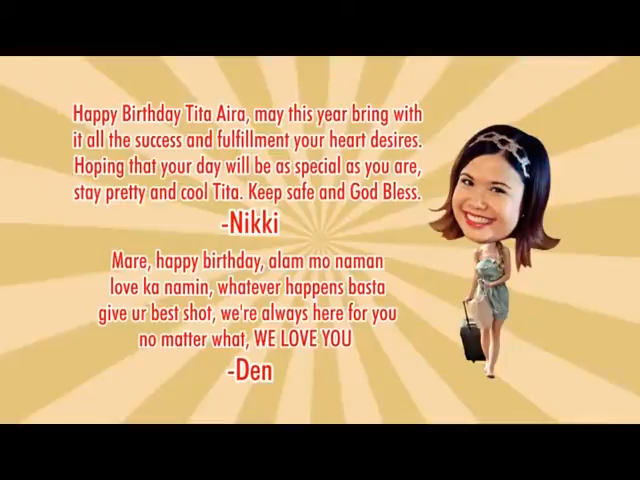 Happy Birthday Tita Aira, may this year bring with
it all the success and fulfillment your heart desires.
Hoping that your day will be as special as you are,
stay pretty and cool Tita. Keep safe and God Bless.
-Nikki
Mare, happy birthday, alam mo naman
love ka namin, whatever happens basta
give ur best shot, we're always here for you
no matter what, WE LOVE YOU
-Den